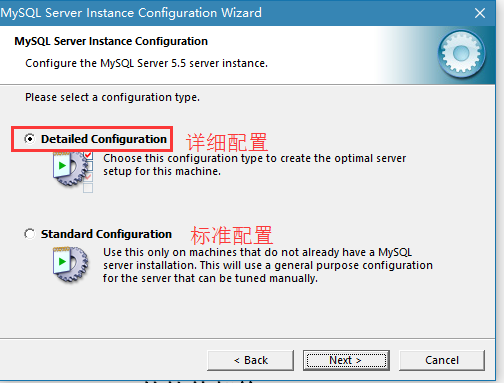 MySQL Server Instance Configuration Wizard
MySQL Server Instance Configuration
Configure the MySQL Server 5.5 server instance.
Please select a configuration type.
Detailed Configuration 详细配置
Choose this configuration type to create the optimal server
setup for this machine.
Standard Configuration 标准配置
Use this only on machines that do not already have a MySQL
server installation. This will use a general purpose configuration
for the server that can be tuned manually.
< Back Next > Cancel